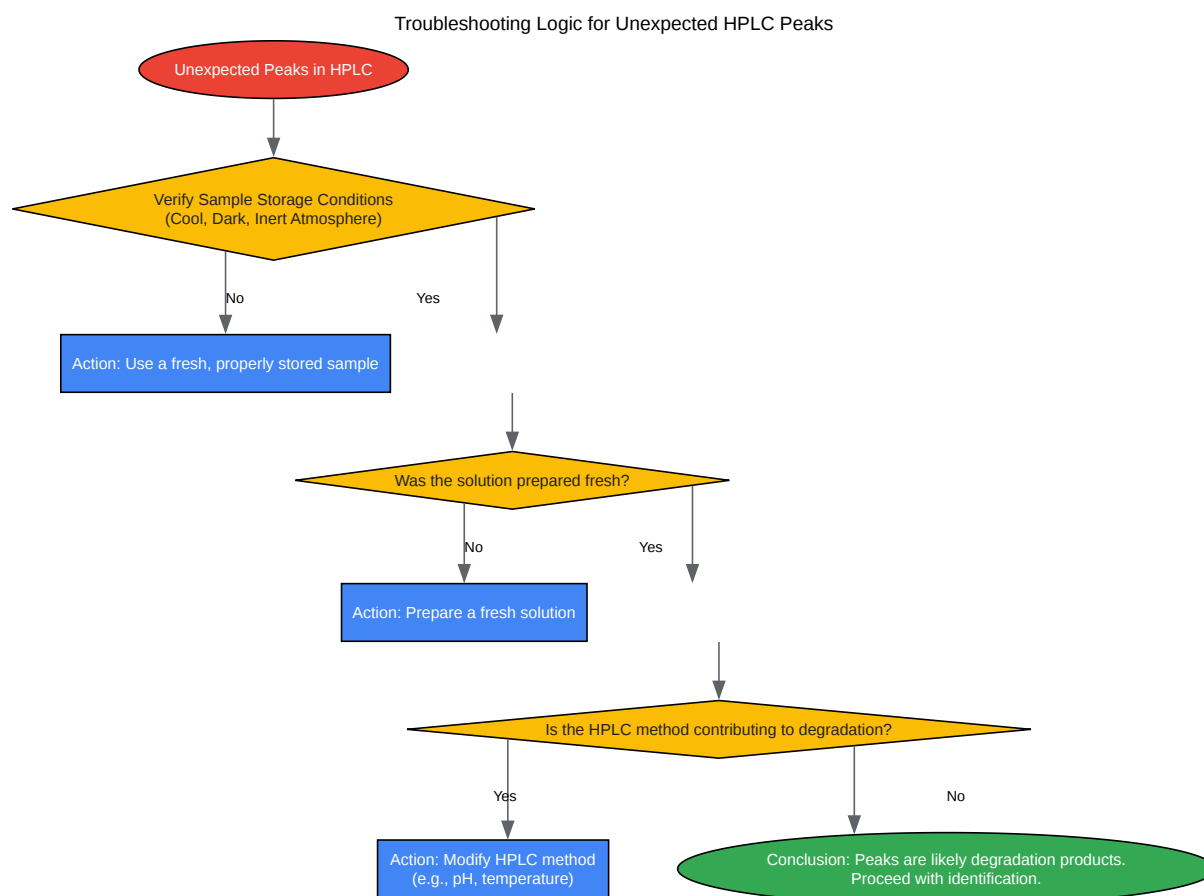 Troubleshooting Logic for Unexpected HPLC Peaks
Unexpected Peaks in HPLC
Verify Sample Storage Conditions
(Cool, Dark, Inert Atmosphere)
No
Yes
Action: Use a fresh, properly stored sample
Was the solution prepared fresh?
No
Yes
Action: Prepare a fresh solution
Is the HPLC method contributing to degradation?
Yes
No
Action: Modify HPLC method
(e.g., pH, temperature)
Conclusion: Peaks are likely degradation products.
Proceed with identification.